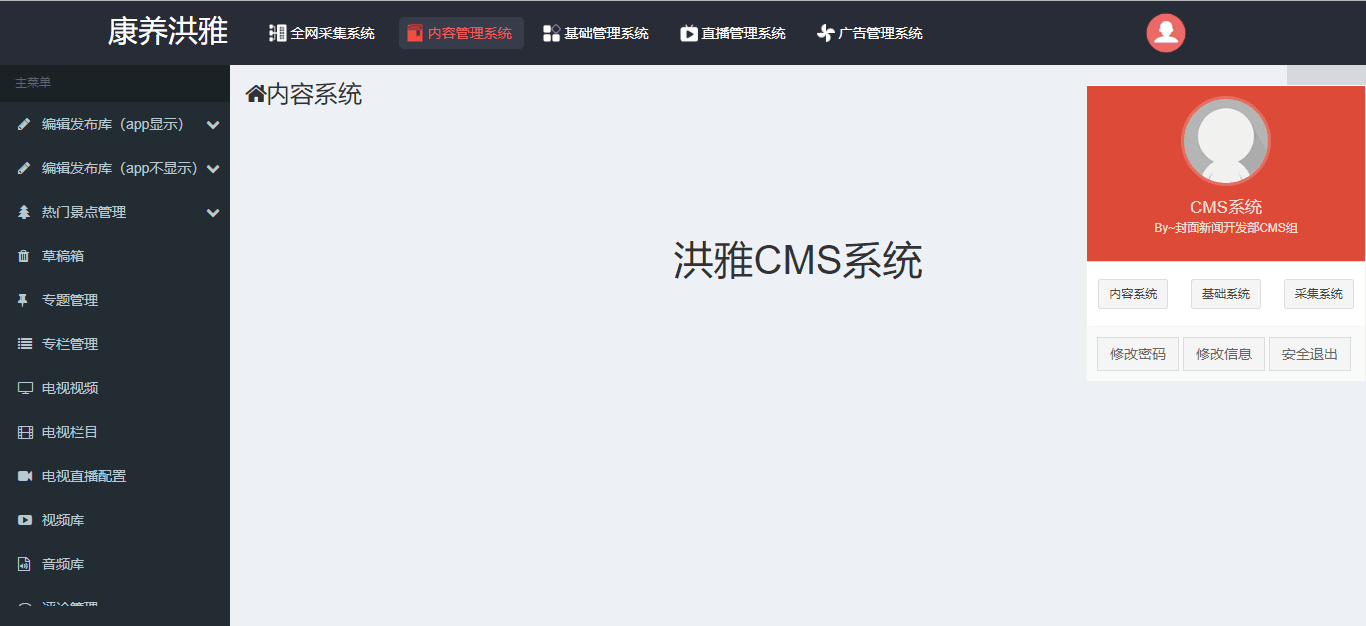 康养洪雅
全网采集系统
内容管理系统
基础管理系统
直播管理系统
广告管理系统
主菜单
编辑发布库（app显示）
编辑发布库（app不显示）
热门景点管理
草稿箱
专题管理
专栏管理
电视视频
电视栏目
电视直播配置
视频库
音频库
评论管理
内容系统
洪雅CMS系统
CMS系统
By~封面新闻开发部CMS组
内容系统
基础系统
采集系统
修改密码
修改信息
安全退出